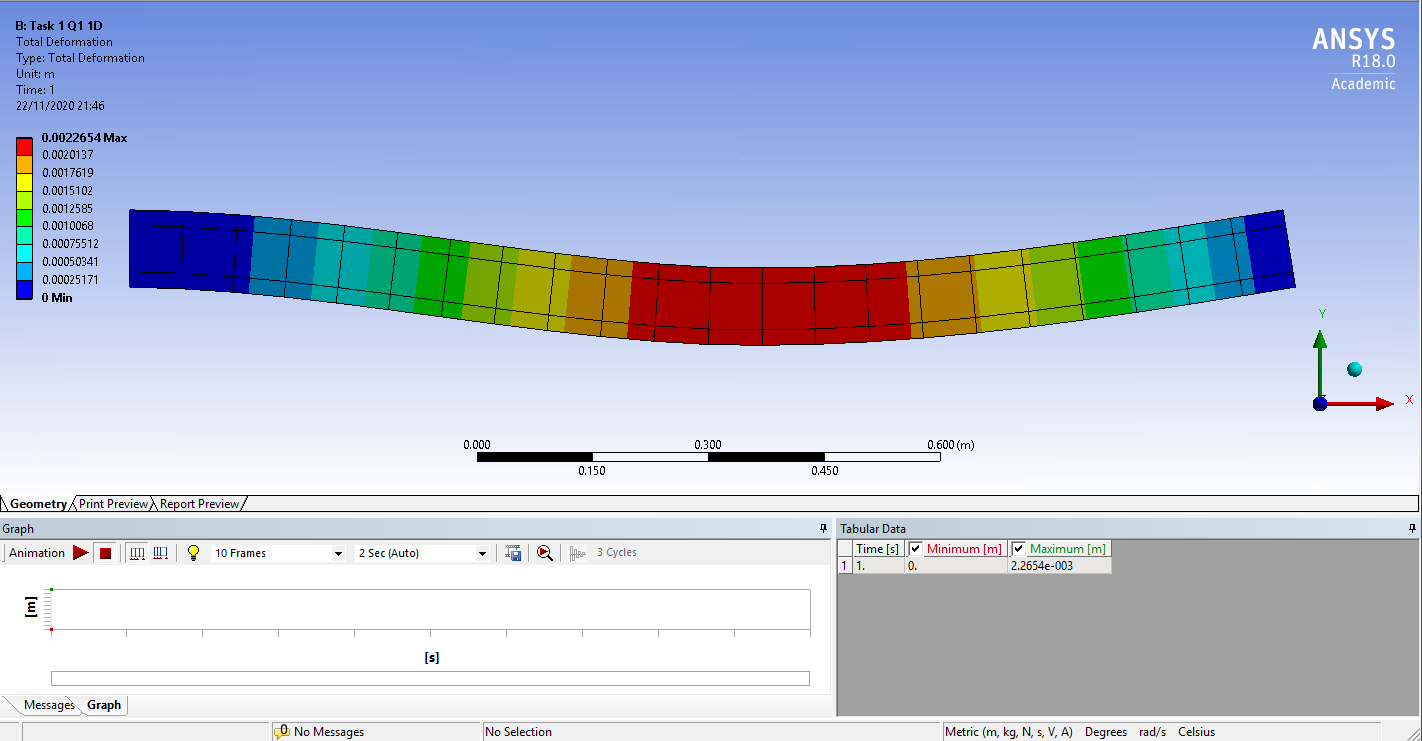 B: Task 1 Q1 1D
Total Deformation
Type: Total Deformation
Unit: m
Time: 1
22/11/2020 21:46
ANSYS
R18.0
Academic
0.0022654 Max
0.0020137
0.0017619
0.0015102
0.0012585
0.0010068
0.00075512
0.00050341
0.00025171
0 Min
Y
X
0.000 0.300 0.600 (m)
0.150 0.450
Geometry Print Preview Report Preview
Graph
Animation 10 Frames 2 Sec (Auto) 3 Cycles
[m]
[s]
Messages Graph
Tabular Data
Time [s] Minimum [m] Maximum [m]
1 1. 0. 2.2654e-003
0 No Messages No Selection Metric (m, kg, N, s, V, A) Degrees rad/s Celsius